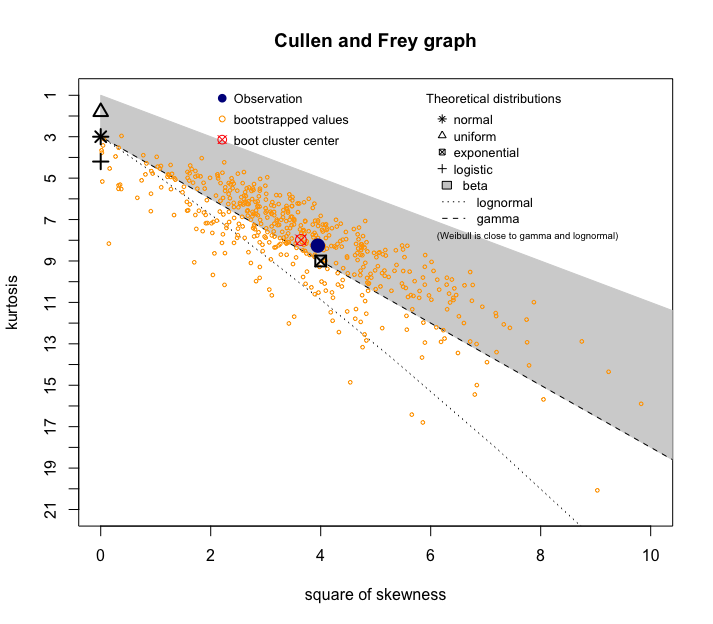 Cullen and Frey graph
Observation
bootstrapped values
boot cluster center
Theoretical distributions
normal
uniform
exponential
logistic
beta
lognormal
gamma
(Weibull is close to gamma and lognormal)
kurtosis
1
3
5
7
9
11
13
15
17
19
21
0 2 4 6 8 10
square of skewness